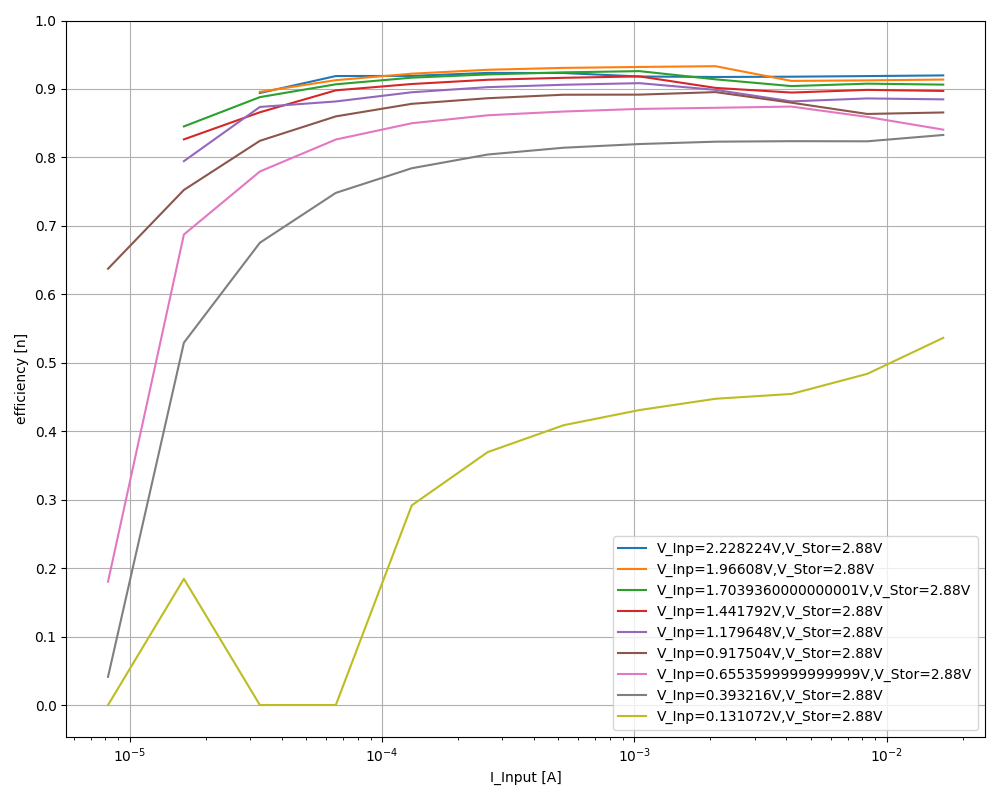 1.0
0.9
0.8
0.7
0.6
0.5
0.4
0.3
0.2
0.1
0.0
efficiency [n]
V_Inp=2.228224V,V_Stor=2.88V
V_Inp=1.96608V,V_Stor=2.88V
V_Inp=1.7039360000000001V,V_Stor=2.88V
V_Inp=1.441792V,V_Stor=2.88V
V_Inp=1.179648V,V_Stor=2.88V
V_Inp=0.917504V,V_Stor=2.88V
V_Inp=0.6553599999999999V,V_Stor=2.88V
V_Inp=0.393216V,V_Stor=2.88V
V_Inp=0.131072V,V_Stor=2.88V
10⁻⁵ 10⁻⁴ 10⁻³ 10⁻²
I_Input [A]